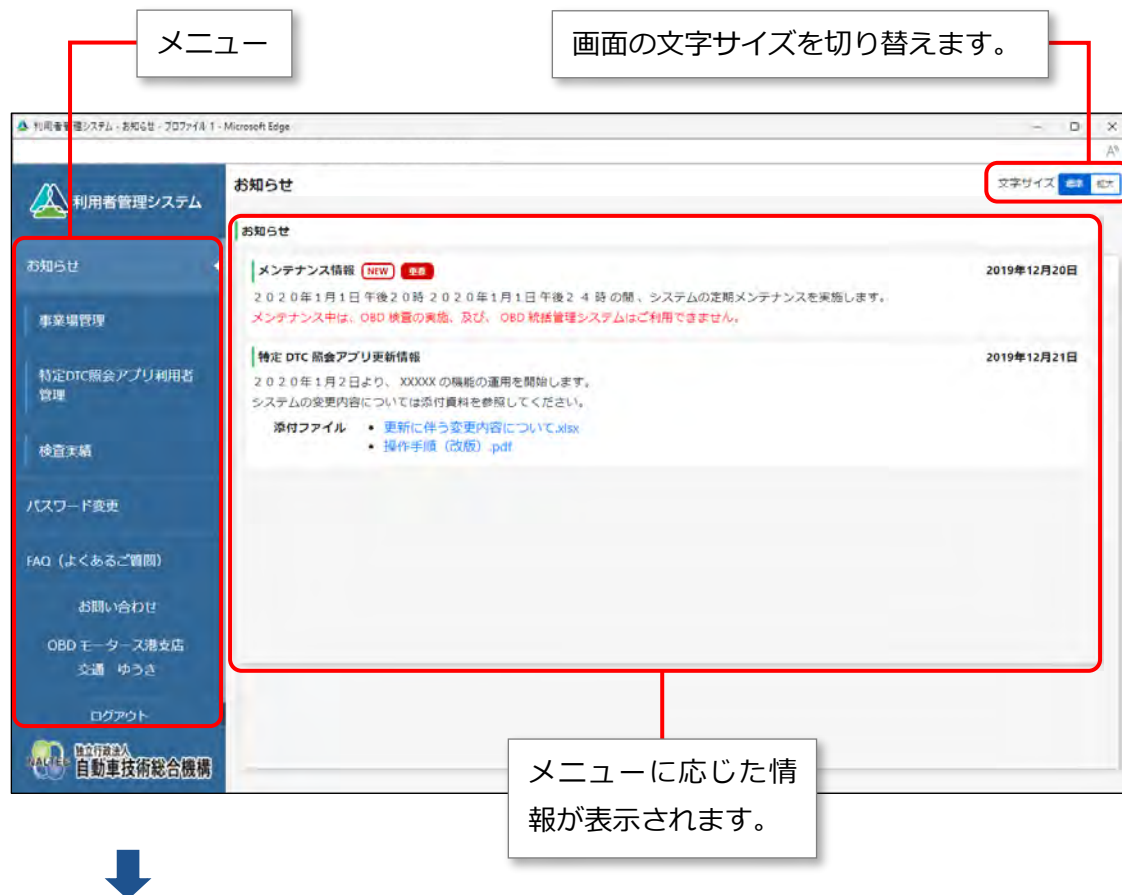 メニュー
画面の文字サイズを切り替えます。
利用者管理システム - お知らせ - プロファイル 1 - Microsoft Edge
利用者管理システム
お知らせ
文字サイズ 標準 拡大
お知らせ
お知らせ
事業場管理
特定DTC照会アプリ利用者
管理
検査実績
パスワード変更
FAQ（よくあるご質問）
お問い合わせ
OBD モータース港支店
交通　ゆうき
ログアウト
NALTEC 独立行政法人
自動車技術総合機構
メンテナンス情報 NEW 重要 2019年12月20日
２０２０年１月１日 午後２０時 ２０２０年１月１日 午後２４時 の間、システムの定期メンテナンスを実施します。
メンテナンス中は、OBD 検査の実施、及び、 OBD 統括管理システムはご利用できません。
特定 DTC 照会アプリ更新情報 2019年12月21日
２０２０年１月２日より、 XXXXX の機能の運用を開始します。
システムの変更内容については添付資料を参照してください。
添付ファイル • 更新に伴う変更内容について.xlsx
• 操作手順（改版）.pdf
メニューに応じた情
報が表示されます。